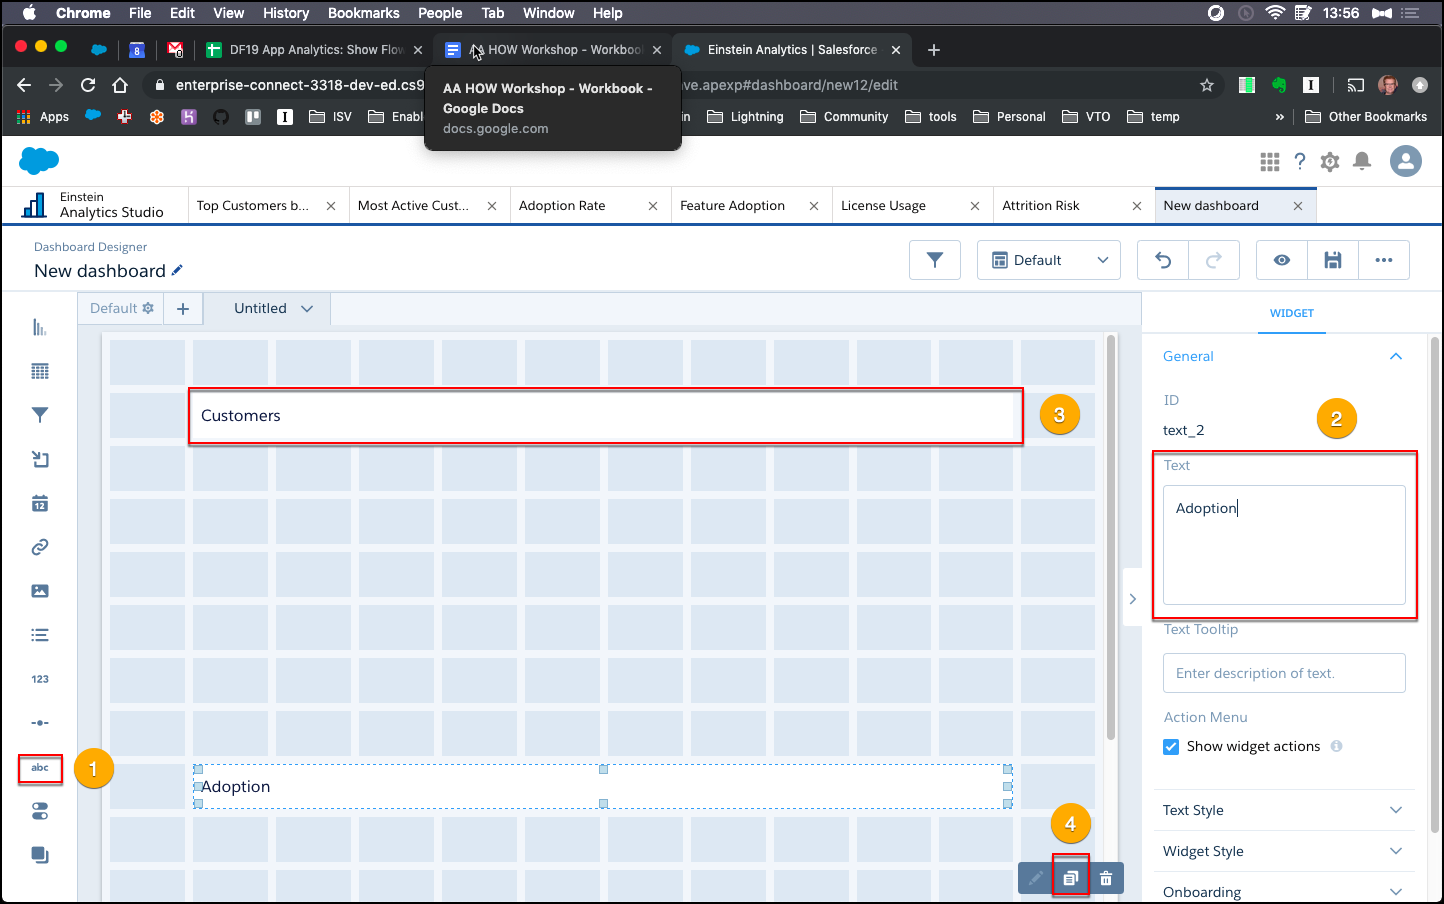 Chrome File Edit View History Bookmarks People Tab Window Help 13:56
8 0 DF19 App Analytics: Show Flow AA HOW Workshop - Workbook Einstein Analytics | Salesforce
enterprise-connect-3318-dev-ed.cs9 ave.apexp#dashboard/new12/edit
AA HOW Workshop - Workbook -
Google Docs
docs.google.com
Apps ISV Enabl in Lightning Community tools Personal VTO temp » Other Bookmarks
Einstein
Analytics Studio
Top Customers b... Most Active Cust... Adoption Rate Feature Adoption License Usage Attrition Risk New dashboard
Dashboard Designer
New dashboard
Default
Default + Untitled
WIDGET
General
ID
text_2
2
Customers
3
Text
Adoption
12
Text Tooltip
Enter description of text.
123
Action Menu
Show widget actions
abc
1
Adoption
4
Text Style
Widget Style
Onboarding